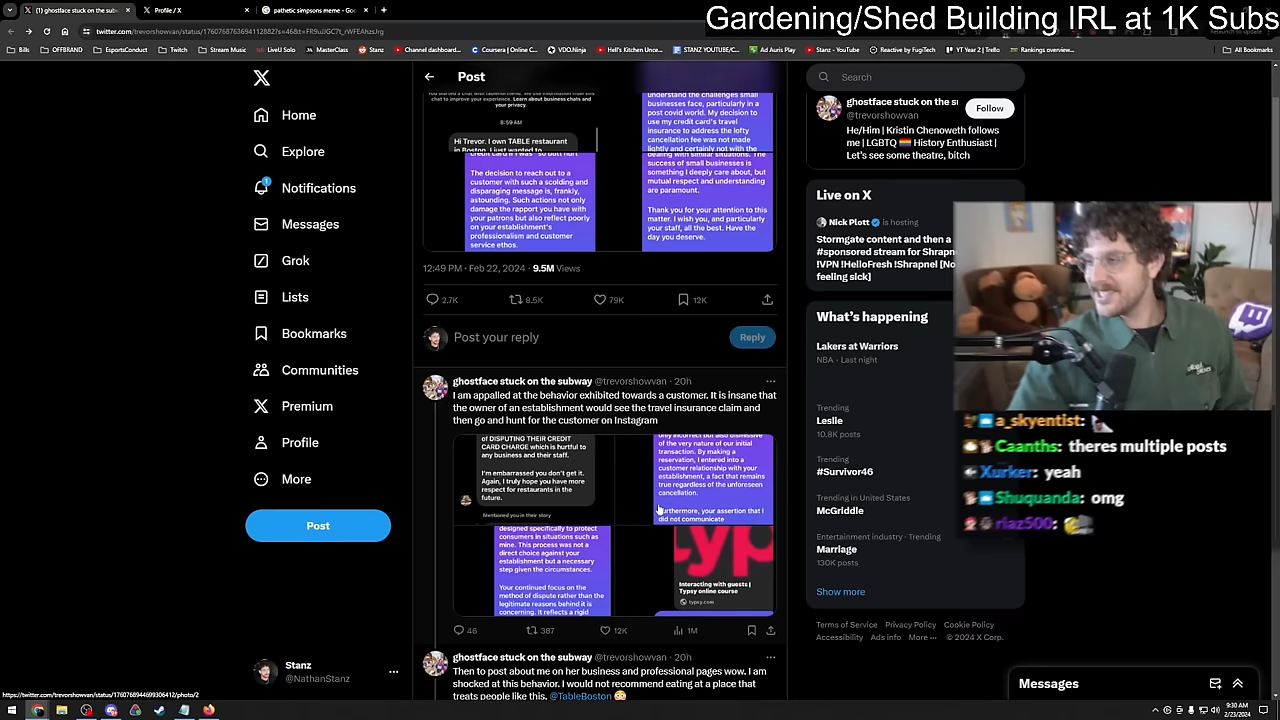 Gardening/Shed Building IRL at 1K Subs
(1) ghostface stuck on the sub
Profile / X
pathetic simpsons meme - Goo
Relaunch to update
Bills
OFFBRAND
EsportsConduct
Twitch
Stream Music
LiveU Solo
MasterClass
Stanz
Channel dashboard...
Coursera | Online C...
VDO.Ninja
Hell's Kitchen Unce...
STANZ YOUTUBE/C...
Ad Auris Play
Stanz - YouTube
Reactive by FugiTech
YT Year 2 | Trello
Rankings overview...
All Bookmarks
Home
Explore
1
Notifications
Messages
Grok
Lists
Bookmarks
Communities
Premium
Profile
More
Post
Stanz
@NathanStanz
Post
chat to improve your experience. Learn about business chats and
your privacy.
8:59 AM
Hi Trevor. I own TABLE restaurant
in Boston. I just wanted to
understand the challenges small
businesses face, particularly in a
post covid world. My decision to
use my credit card's travel
insurance to address the lofty
cancellation fee was not made
lightly and certainly not with the
The decision to reach out to a
customer with such a scolding and
disparaging message is, frankly,
astounding. Such actions not only
damage the rapport you have with
your patrons but also reflect poorly
on your establishment's
professionalism and customer
service ethos.
dealing with similar situations. The
success of small businesses is
something I deeply care about, but
mutual respect and understanding
are paramount.
Thank you for your attention to this
matter. I wish you, and particularly
your staff, all the best. Have the
day you deserve.
12:49 PM · Feb 22, 2024 · 9.5M Views
2.7K
8.5K
79K
12K
Post your reply
Reply
ghostface stuck on the subway @trevorshowvan · 20h
I am appalled at the behavior exhibited towards a customer. It is insane that
the owner of an establishment would see the travel insurance claim and
then go and hunt for the customer on Instagram
of DISPUTING THEIR CREDIT
CARD CHARGE which is hurtful to
any business and their staff.
I'm embarrassed you don't get it.
Again, I truly hope you have more
respect for restaurants in the
future.
Mentioned you in their story
only incorrect but also dismissive
of the very nature of our initial
transaction. By making a
reservation, I entered into a
customer relationship with your
establishment, a fact that remains
true regardless of the unforeseen
cancellation.
Furthermore, your assertion that I
did not communicate
designed specifically to protect
consumers in situations such as
mine. This process was not a
direct choice against your
establishment but a necessary
step given the circumstances.
Your continued focus on the
method of dispute rather than the
legitimate reasons behind it is
concerning. It reflects a rigid
typs
Interacting with guests |
Typsy online course
typsy.com
46
387
12K
1M
ghostface stuck on the subway @trevorshowvan · 20h
Then to post about me on her business and professional pages wow. I am
shocked at this behavior. I would not recommend eating at a place that
treats people like this. @TableBoston
Search
ghostface stuck on the su
@trevorshowvan
Follow
He/Him | Kristin Chenoweth follows
me | LGBTQ 🏳️‍🌈 History Enthusiast |
Let's see some theatre, bitch
Live on X
Nick Plott is hosting
Stormgate content and then a
#sponsored stream for Shrapn
!VPN !HelloFresh !Shrapnel [No
feeling sick]
What's happening
Lakers at Warriors
NBA · Last night
Trending
Leslie
10.8K posts
Trending
#Survivor46
Trending in United States
McGriddle
Entertainment industry · Trending
Marriage
130K posts
Show more
Terms of Service Privacy Policy Cookie Policy
Accessibility Ads info More ··· © 2024 X Corp.
a_skyentist:
Caanths: theres multiple posts
Xurker: yeah
Shuquanda: omg
riaz500:
Messages
9:30 AM
2/23/2024